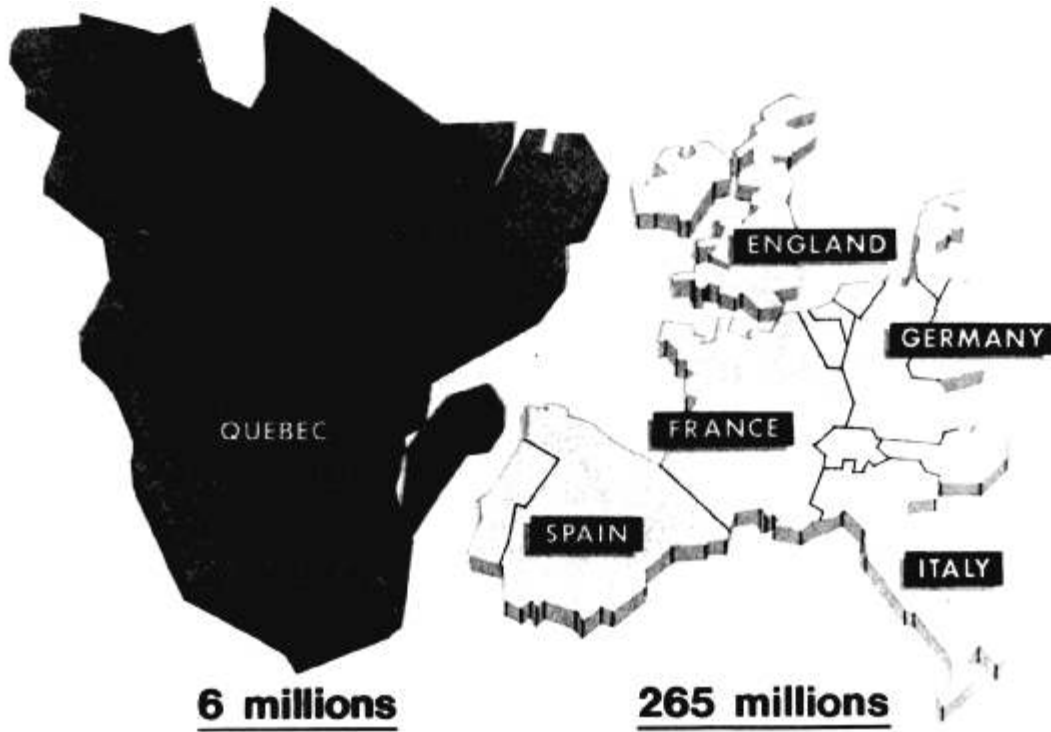 ENGLAND
GERMANY
QUEBEC
FRANCE
SPAIN
ITALY
6 millions
265 millions